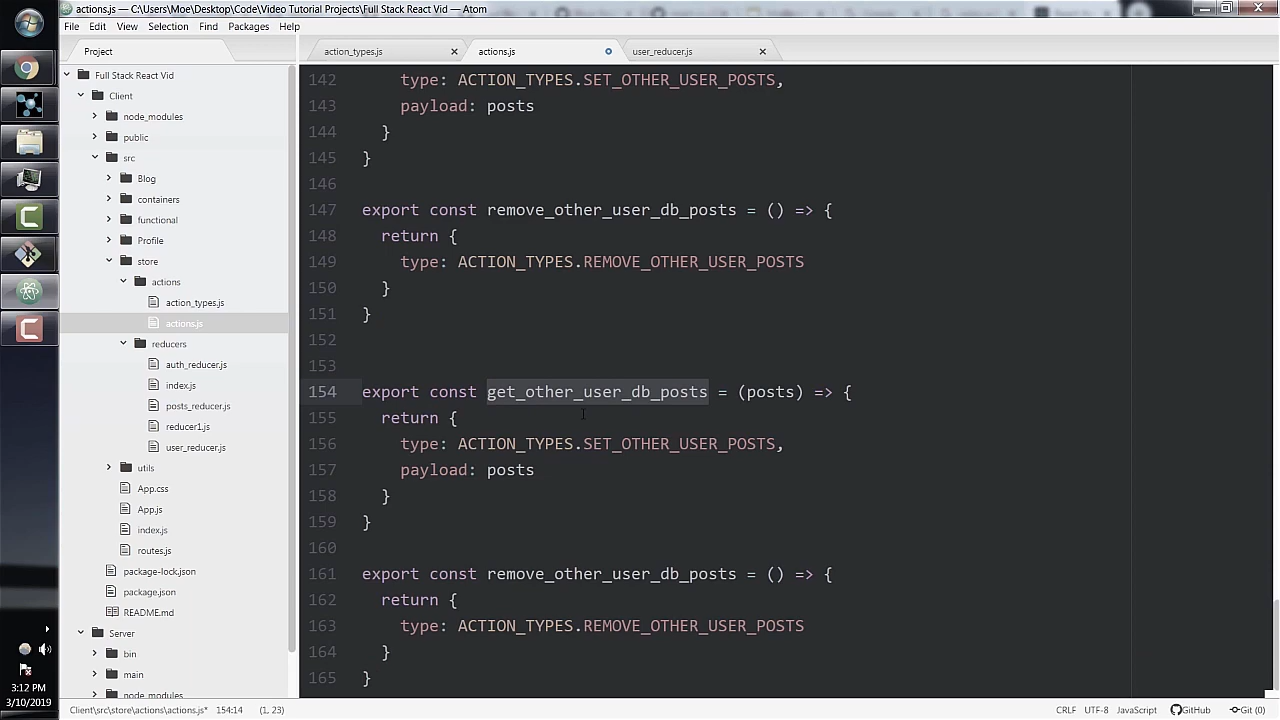 actions.js — C:\Users\Moe\Desktop\Code\Video Tutorial Projects\Full Stack React Vid — Atom
File Edit View Selection Find Packages Help
Project
action_types.js
actions.js
user_reducer.js
Full Stack React Vid
Client
node_modules
public
src
Blog
containers
functional
Profile
store
actions
action_types.js
actions.js
reducers
auth_reducer.js
index.js
posts_reducer.js
reducer1.js
user_reducer.js
utils
App.css
App.js
index.js
routes.js
package-lock.json
package.json
README.md
Server
bin
main
node_modules
142 type: ACTION_TYPES.SET_OTHER_USER_POSTS,
143 payload: posts
144 }
145 }
146
147 export const remove_other_user_db_posts = () => {
148 return {
149 type: ACTION_TYPES.REMOVE_OTHER_USER_POSTS
150 }
151 }
152
153
154 export const get_other_user_db_posts = (posts) => {
155 return {
156 type: ACTION_TYPES.SET_OTHER_USER_POSTS,
157 payload: posts
158 }
159 }
160
161 export const remove_other_user_db_posts = () => {
162 return {
163 type: ACTION_TYPES.REMOVE_OTHER_USER_POSTS
164 }
165 }
3:12 PM
3/10/2019
Client\src\store\actions\actions.js* 154:14 (1, 23)
CRLF UTF-8 JavaScript GitHub Git (0)